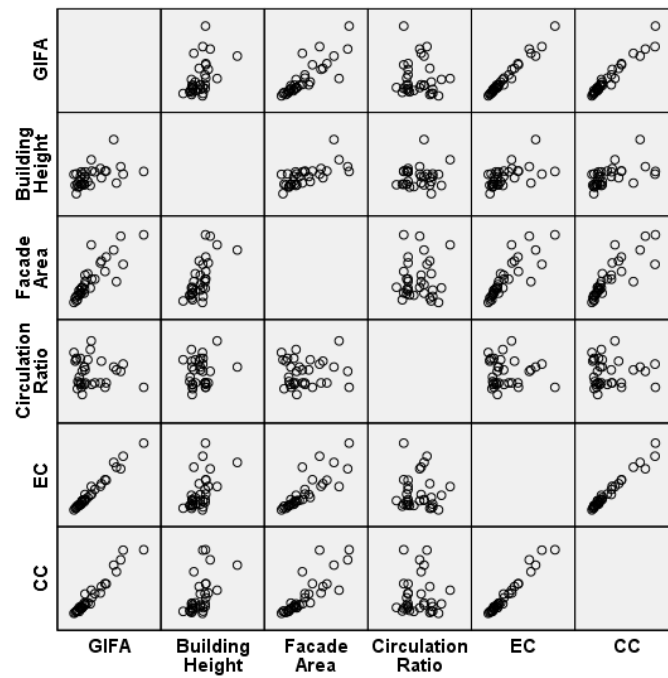 GIFA
Building
Height
Facade
Area
Circulation
Ratio
EC
CC
GIFA
Building
Height
Facade
Area
Circulation
Ratio
EC
CC